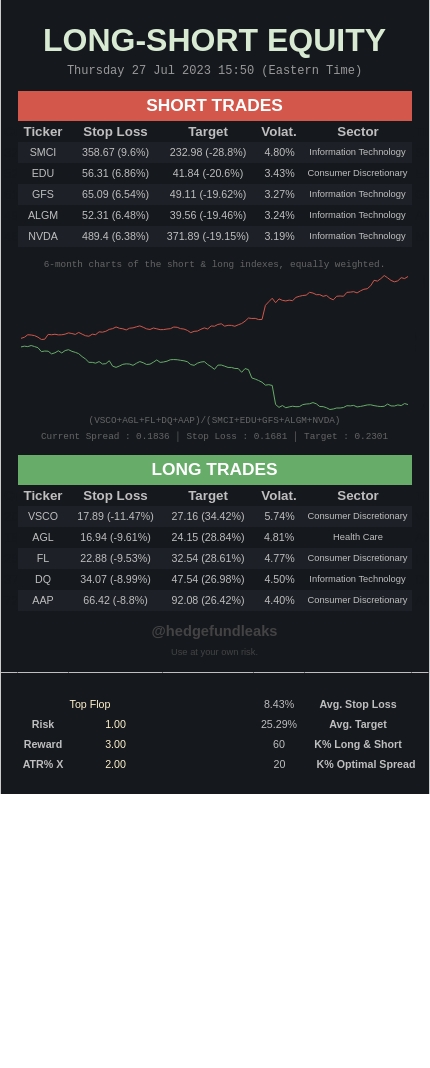 LONG-SHORT EQUITY
Thursday 27 Jul 2023 15:50 (Eastern Time)
SHORT TRADES
Ticker Stop Loss Target Volat. Sector
SMCI 358.67 (9.6%) 232.98 (-28.8%) 4.80% Information Technology
EDU 56.31 (6.86%) 41.84 (-20.6%) 3.43% Consumer Discretionary
GFS 65.09 (6.54%) 49.11 (-19.62%) 3.27% Information Technology
ALGM 52.31 (6.48%) 39.56 (-19.46%) 3.24% Information Technology
NVDA 489.4 (6.38%) 371.89 (-19.15%) 3.19% Information Technology
6-month charts of the short & long indexes, equally weighted.
(VSCO+AGL+FL+DQ+AAP)/(SMCI+EDU+GFS+ALGM+NVDA)
Current Spread : 0.1836 | Stop Loss : 0.1681 | Target : 0.2301
LONG TRADES
Ticker Stop Loss Target Volat. Sector
VSCO 17.89 (-11.47%) 27.16 (34.42%) 5.74% Consumer Discretionary
AGL 16.94 (-9.61%) 24.15 (28.84%) 4.81% Health Care
FL 22.88 (-9.53%) 32.54 (28.61%) 4.77% Consumer Discretionary
DQ 34.07 (-8.99%) 47.54 (26.98%) 4.50% Information Technology
AAP 66.42 (-8.8%) 92.08 (26.42%) 4.40% Consumer Discretionary
@hedgefundleaks
Use at your own risk.
Top Flop 8.43% Avg. Stop Loss
Risk 1.00 25.29% Avg. Target
Reward 3.00 60 K% Long & Short
ATR% X 2.00 20 K% Optimal Spread